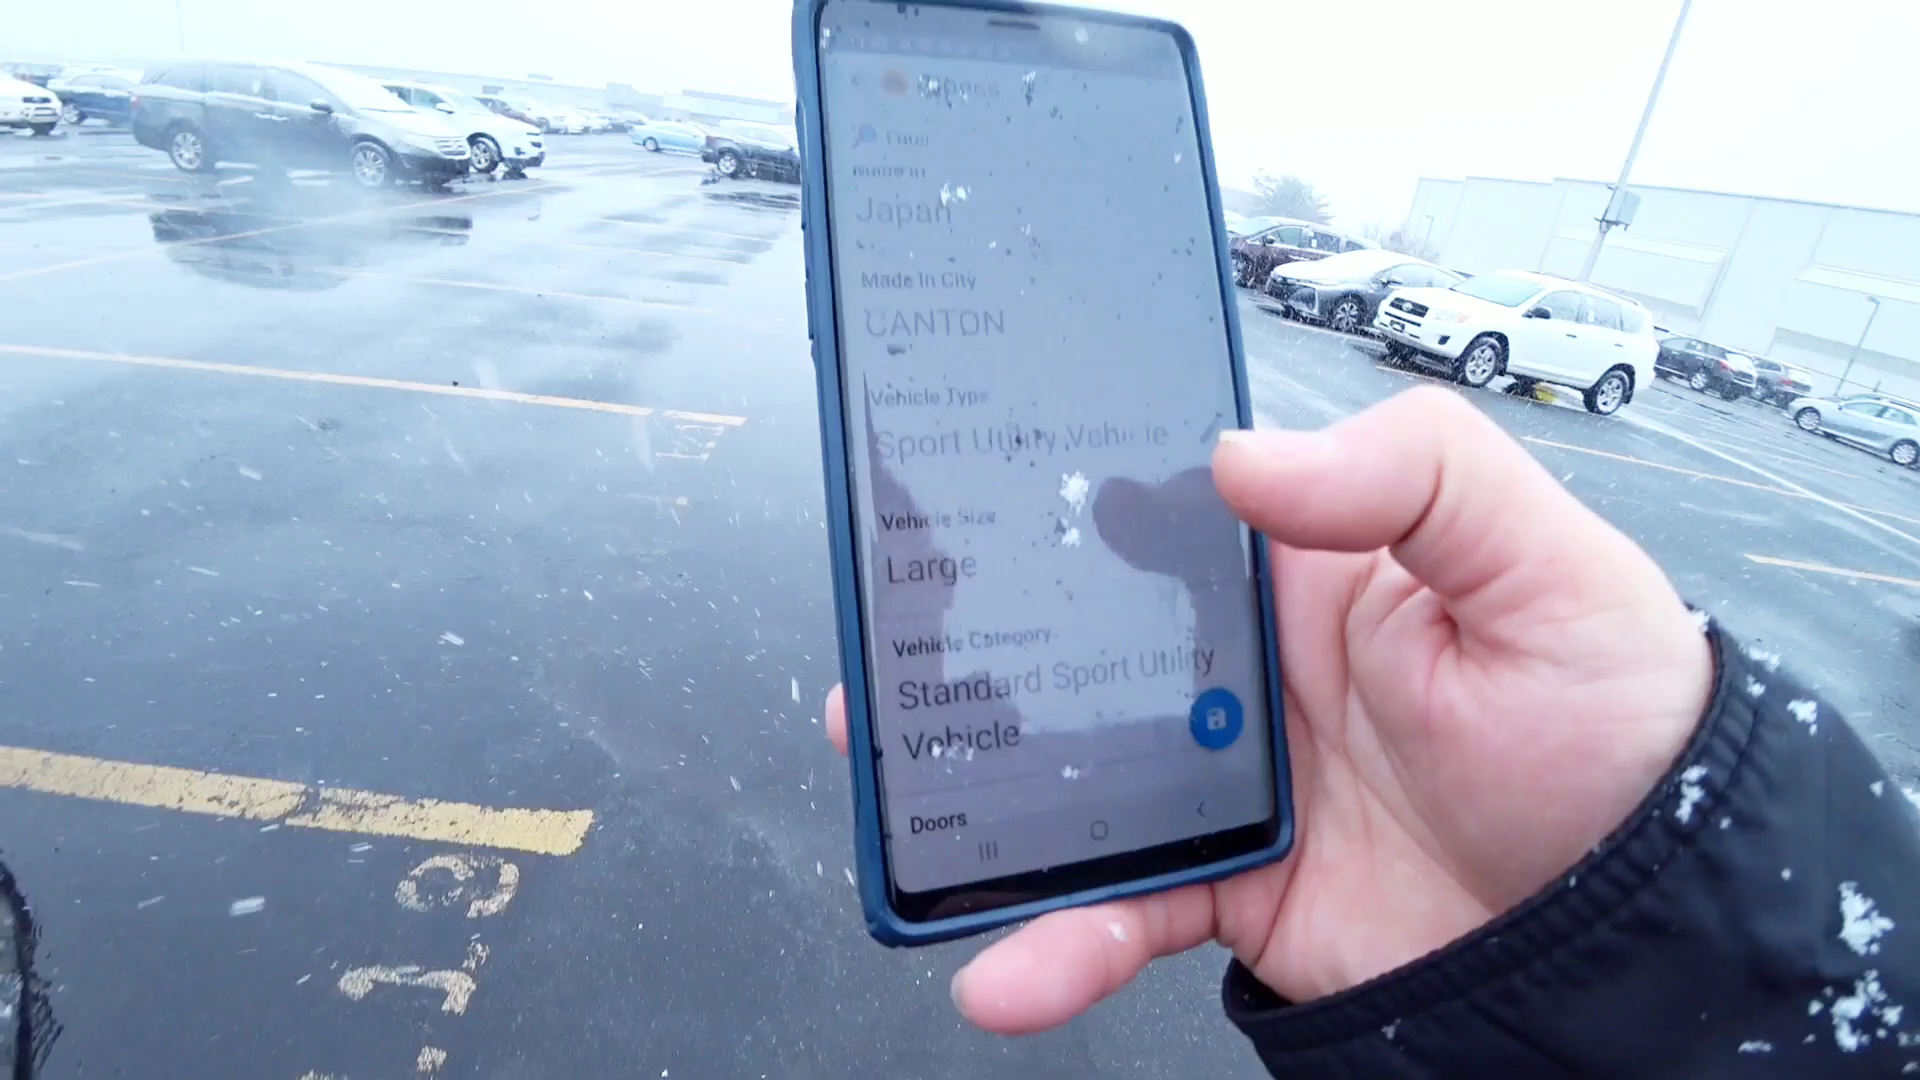 Filter
Japan
Made In City
CANTON
Vehicle Type
Sport Utility Vehicle
Vehicle Size
Large
Vehicle Category
Standard Sport Utility
Vehicle
Doors